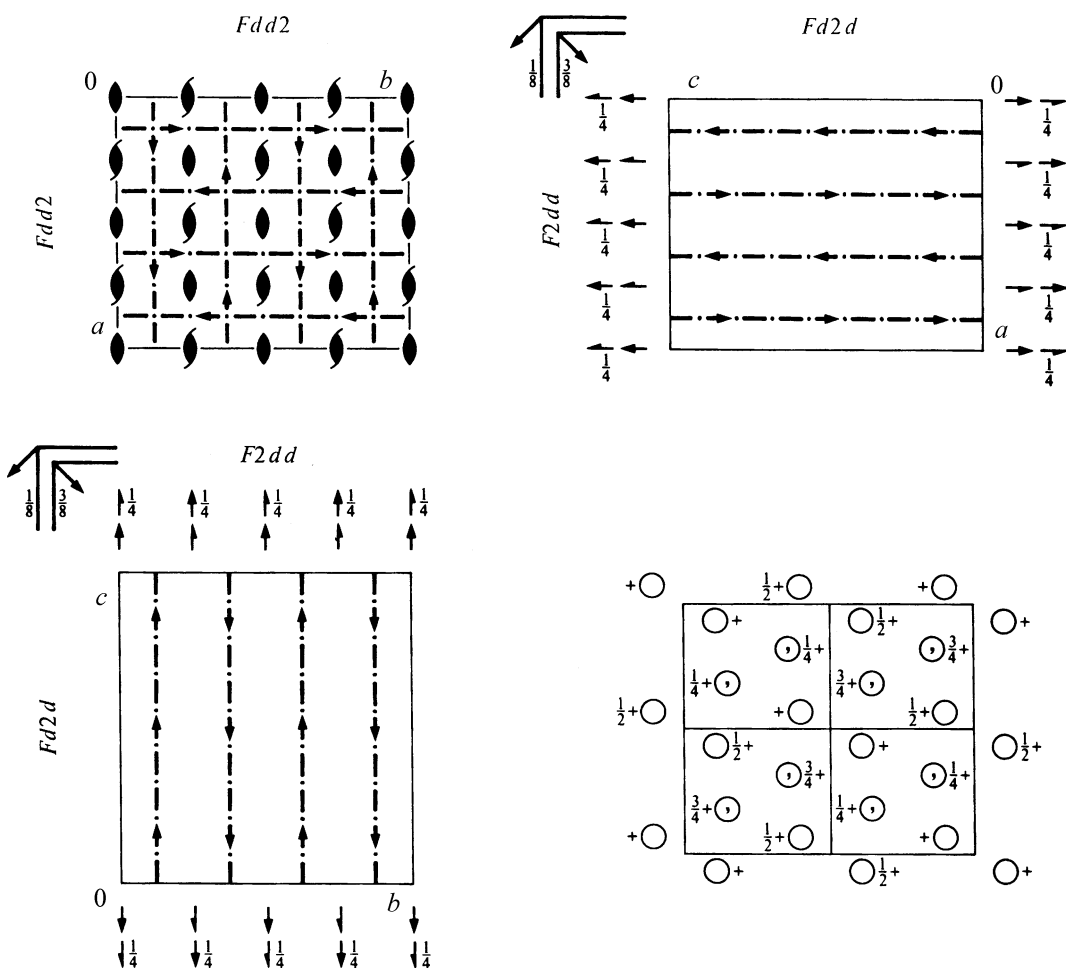 Fdd2
0 b
Fdd2
a
Fd2d
1/8 3/8
c 0
1/4 1/4
1/4 1/4
F2dd
1/4 1/4
1/4 1/4
a
1/4 1/4
F2dd
1/8 3/8
1/4 1/4 1/4 1/4 1/4
c
Fd2d
0 b
1/4 1/4 1/4 1/4 1/4
+ 1/2+ +
+ 1/2+ +
, 1/4+ , 3/4+
1/4+ , 3/4+ ,
1/2+ + 1/2+
1/2+ + 1/2+
, 3/4+ , 1/4+
3/4+ , 1/4+ ,
+ 1/2+ +
+ 1/2+ +